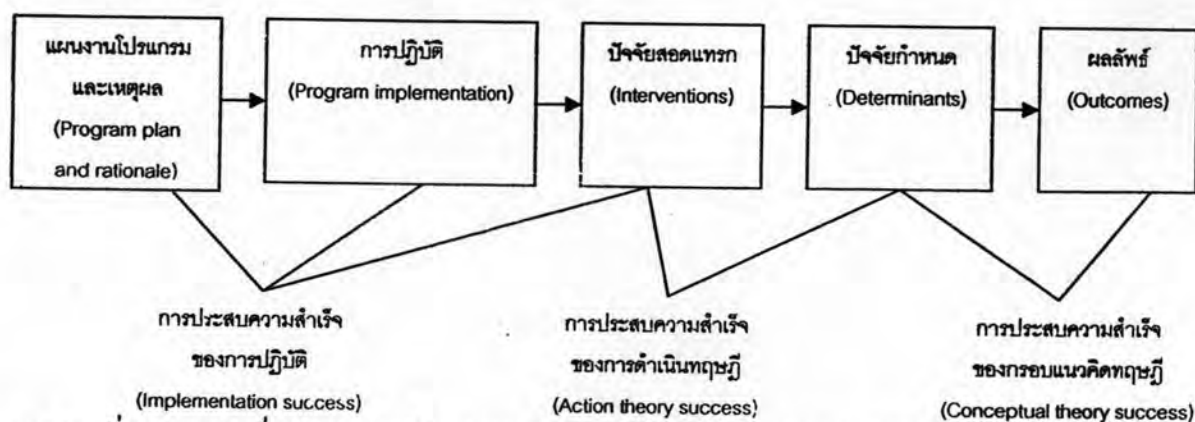 แผนงานโปรแกรม
และเหตุผล
(Program plan
and rationale)
การปฏิบัติ
(Program implementation)
ปัจจัยสอดแทรก
(Interventions)
ปัจจัยกำหนด
(Determinants)
ผลลัพธ์
(Outcomes)
การประสบความสำเร็จ
ของการปฏิบัติ
(Implementation success)
การประสบความสำเร็จ
ของการดำเนินทฤษฎี
(Action theory success)
การประสบความสำเร็จ
ของกรอบแนวคิดทฤษฎี
(Conceptual theory success)